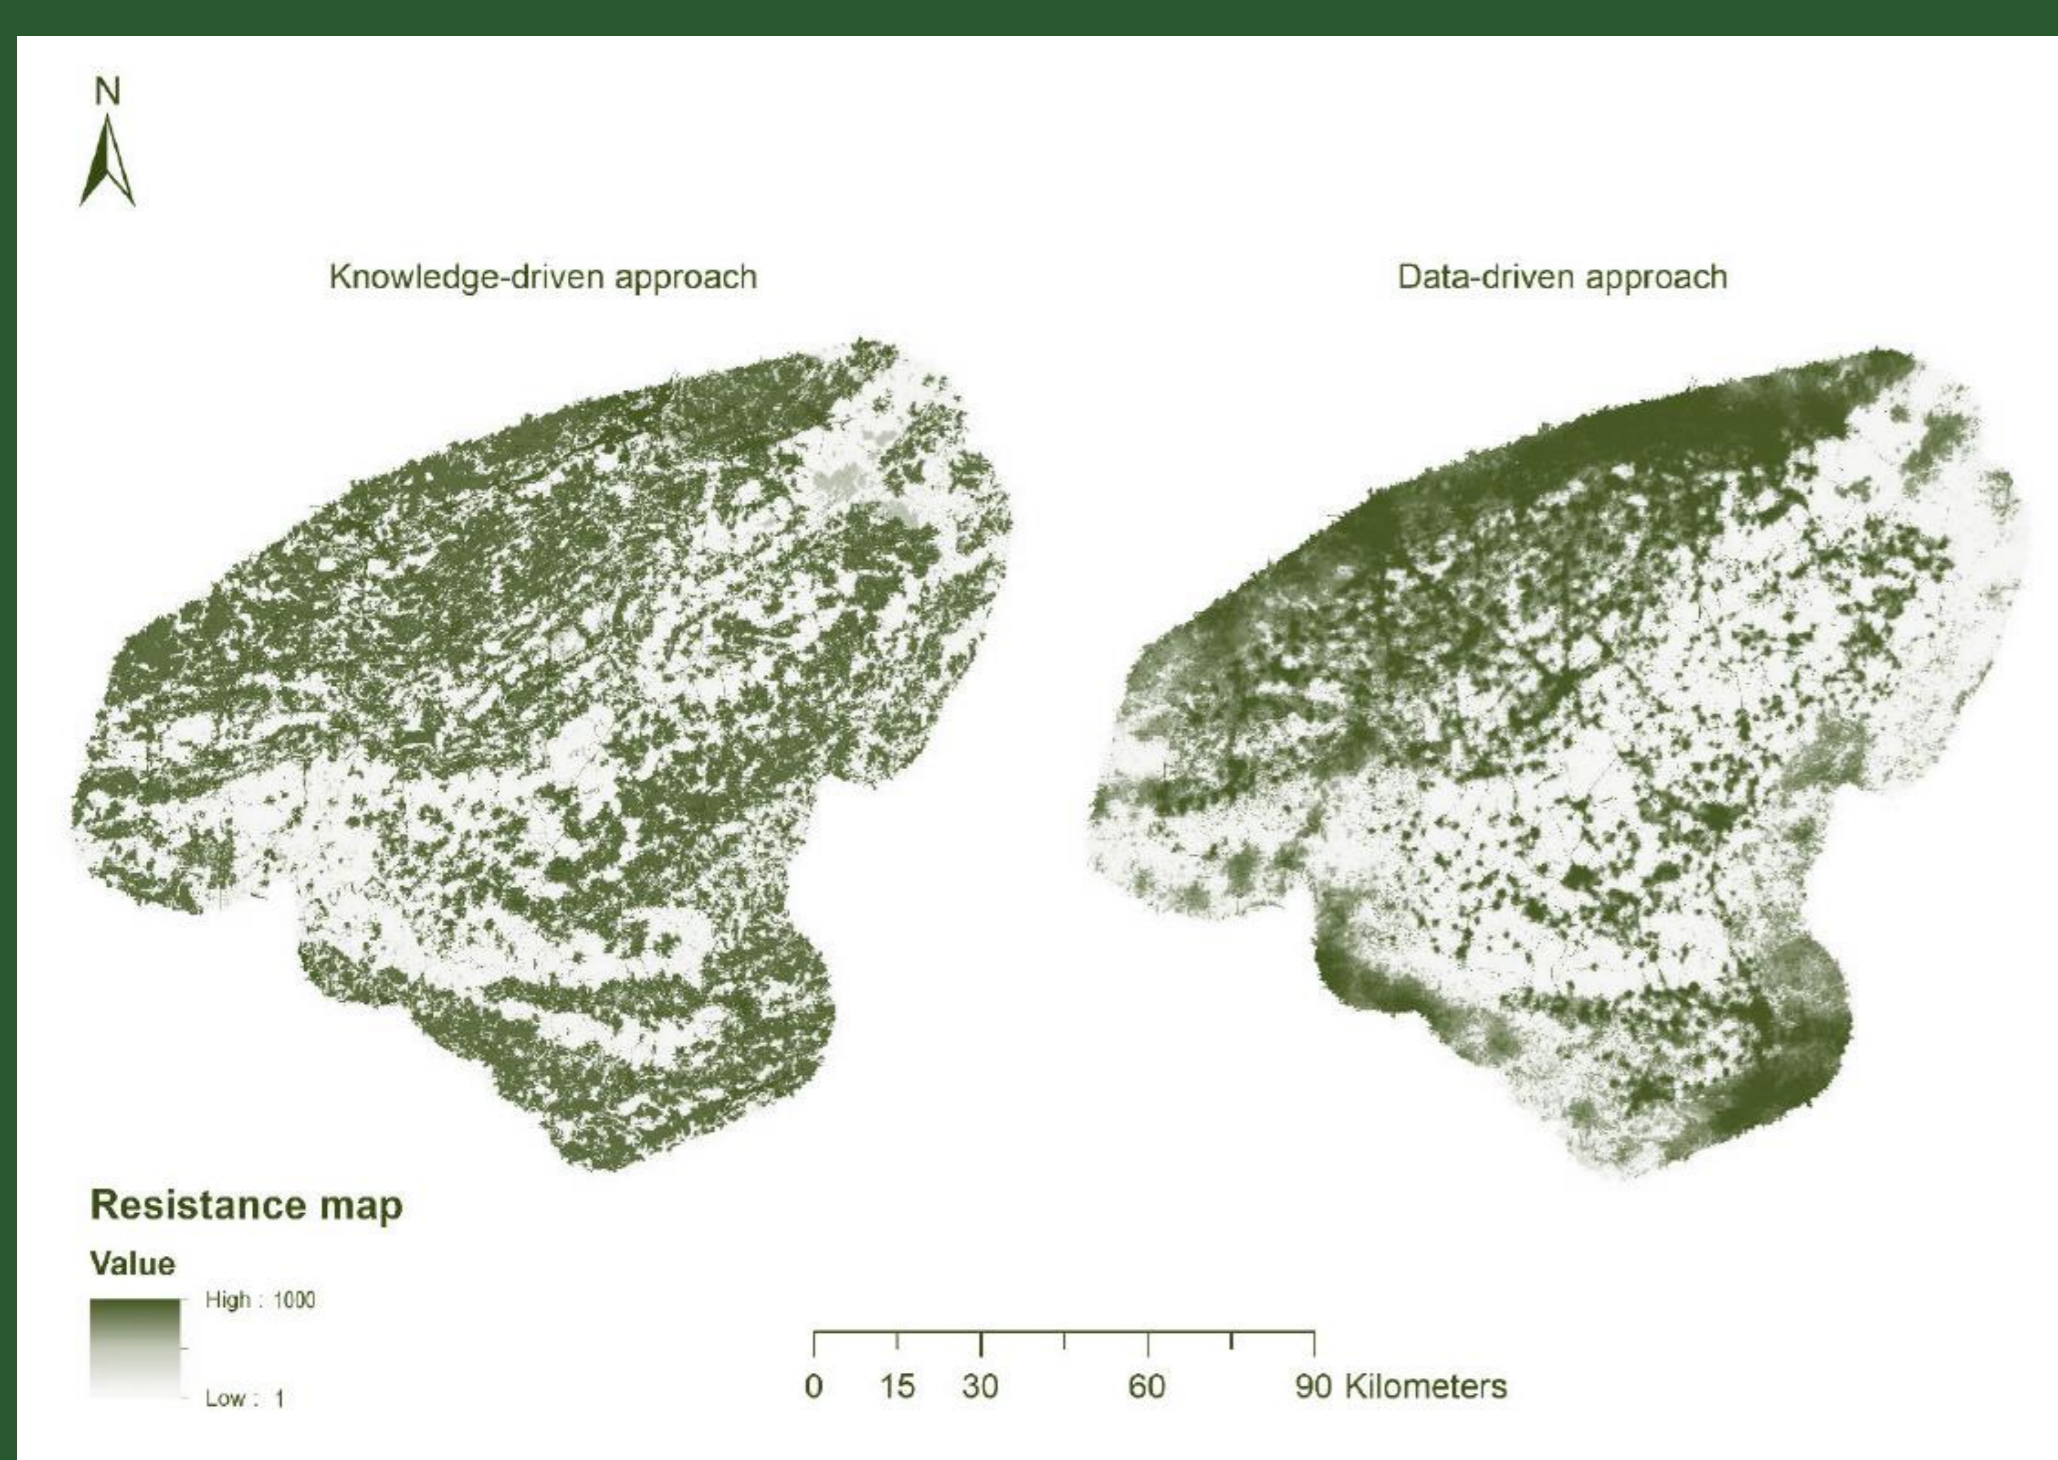 N
Knowledge-driven approach
Data-driven approach
Resistance map
Value
High : 1000
Low : 1
0 15 30 60 90 Kilometers